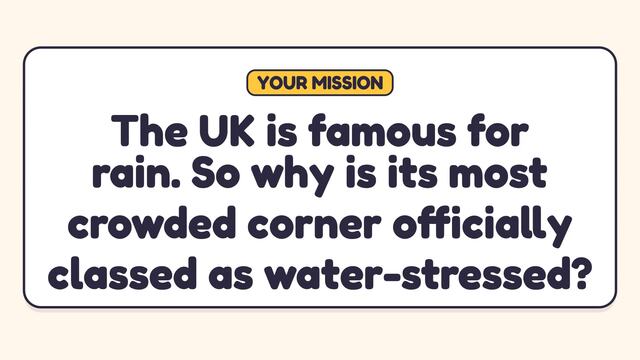 YOUR MISSION
The UK is famous for
rain. So why is its most
crowded corner officially
classed as water-stressed?